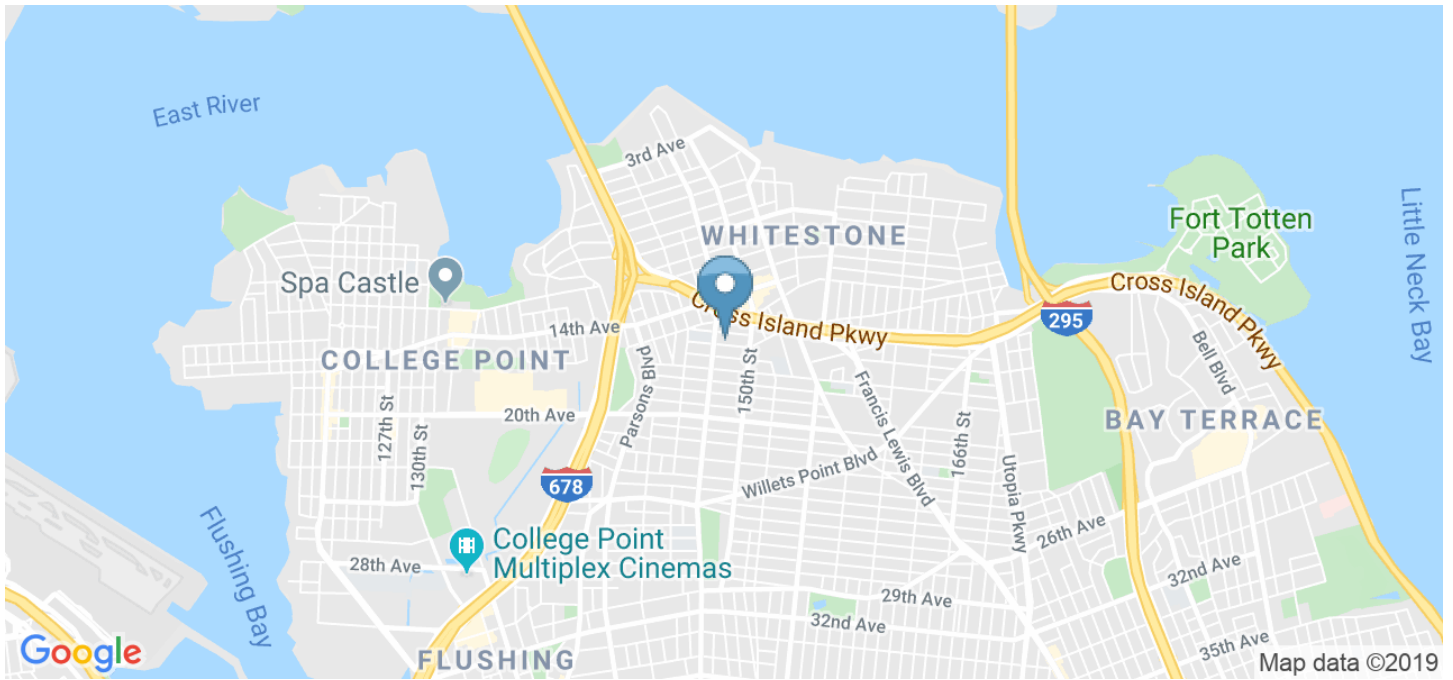 East River
3rd Ave
WHITESTONE
Fort Totten
Park
Little Neck Bay
Spa Castle
Cross Island Pkwy
Cross Island Pkwy
295
14th Ave
COLLEGE POINT
Parsons Blvd
150th St
Bell Blvd
Francis Lewis Blvd
127th St
130th St
20th Ave
166th St
BAY TERRACE
Willets Point Blvd
Utopia Pkwy
678
Flushing Bay
College Point
Multiplex Cinemas
26th Ave
28th Ave
32nd Ave
29th Ave
32nd Ave
35th Ave
Google
FLUSHING
Map data ©2019